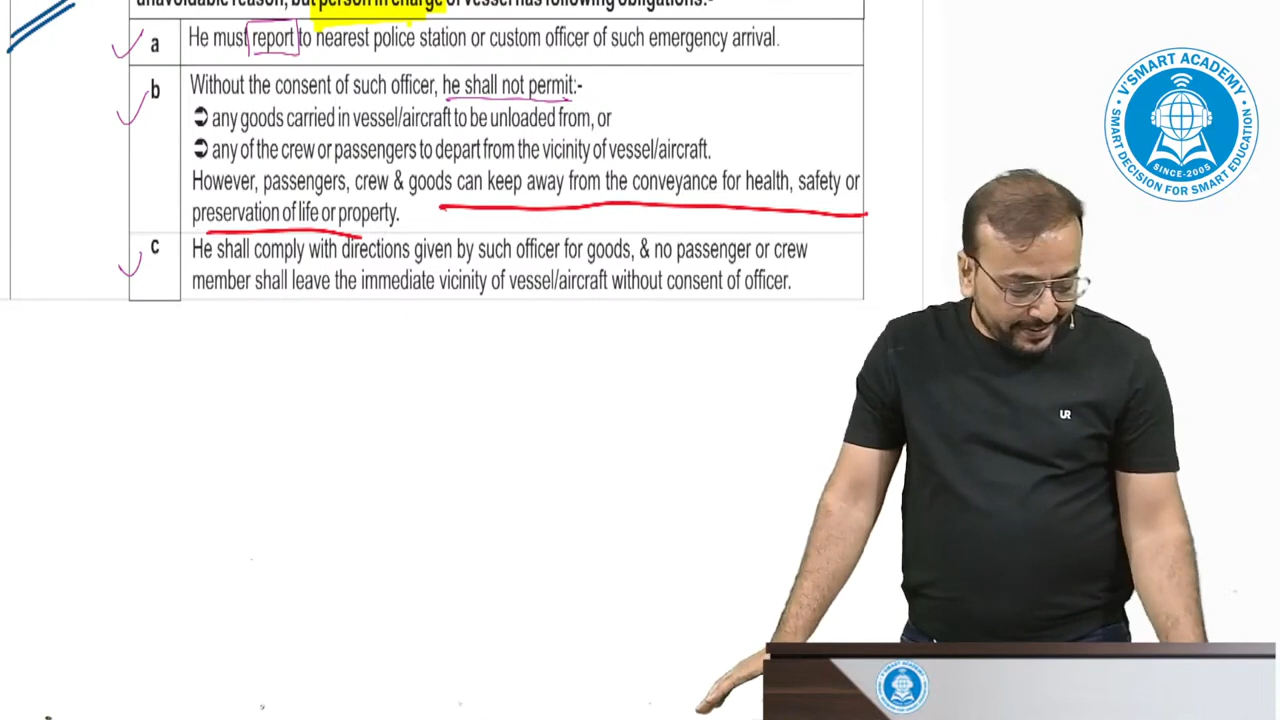 unavoidable reason, but person in charge of vessel has following obligations:-
a He must report to nearest police station or custom officer of such emergency arrival.
b Without the consent of such officer, he shall not permit:-
➲ any goods carried in vessel/aircraft to be unloaded from, or
➲ any of the crew or passengers to depart from the vicinity of vessel/aircraft.
However, passengers, crew & goods can keep away from the conveyance for health, safety or
preservation of life or property.
c He shall comply with directions given by such officer for goods, & no passenger or crew
member shall leave the immediate vicinity of vessel/aircraft without consent of officer.
V'SMART ACADEMY
SINCE-2005
SMART DECISION FOR SMART EDUCATION
UR
V'SMART ACADEMY